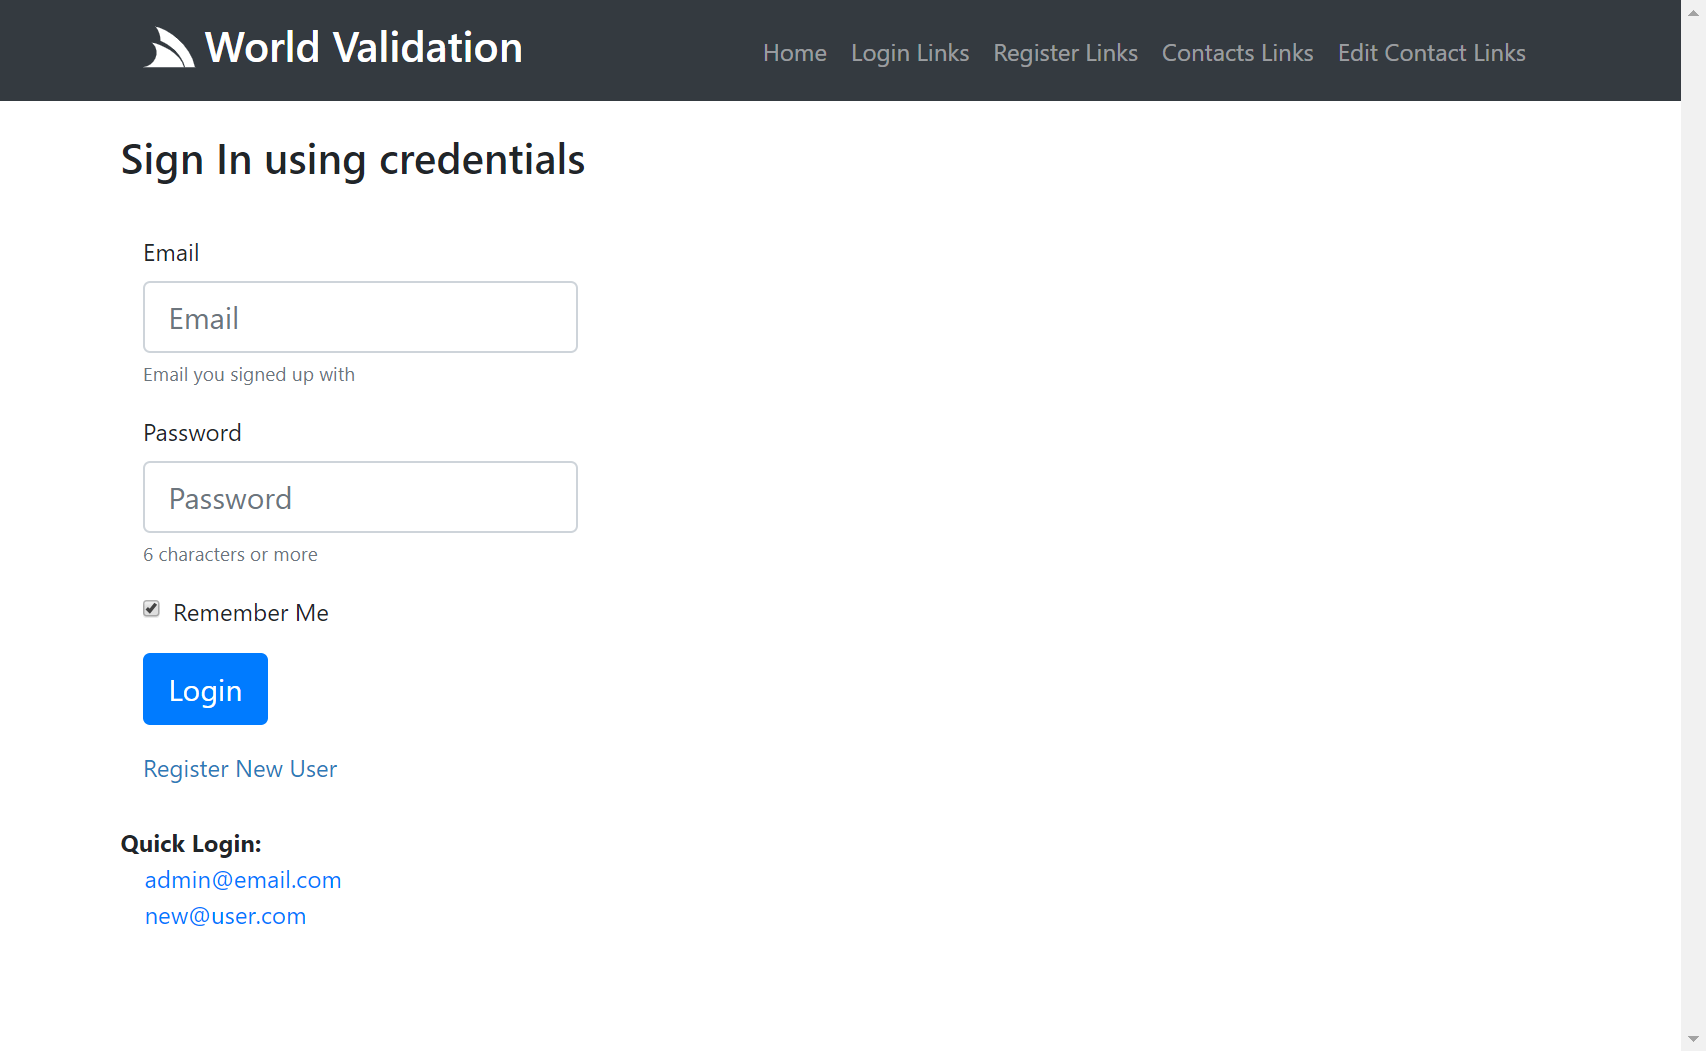 World Validation
Home Login Links Register Links Contacts Links Edit Contact Links
Sign In using credentials
Email
Email
Email you signed up with
Password
Password
6 characters or more
Remember Me
Login
Register New User
Quick Login:
admin@email.com
new@user.com